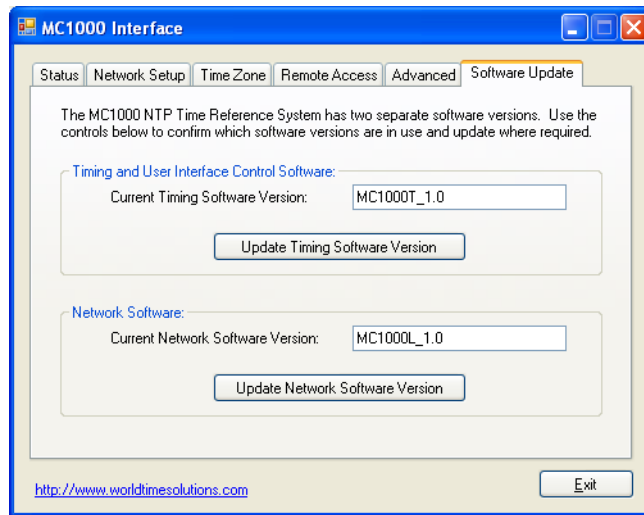 MC1000 Interface
Status Network Setup Time Zone Remote Access Advanced Software Update
The MC1000 NTP Time Reference System has two separate software versions. Use the
controls below to confirm which software versions are in use and update where required.
Timing and User Interface Control Software:
Current Timing Software Version: MC1000T_1.0
Update Timing Software Version
Network Software:
Current Network Software Version: MC1000L_1.0
Update Network Software Version
http://www.worldtimesolutions.com Exit